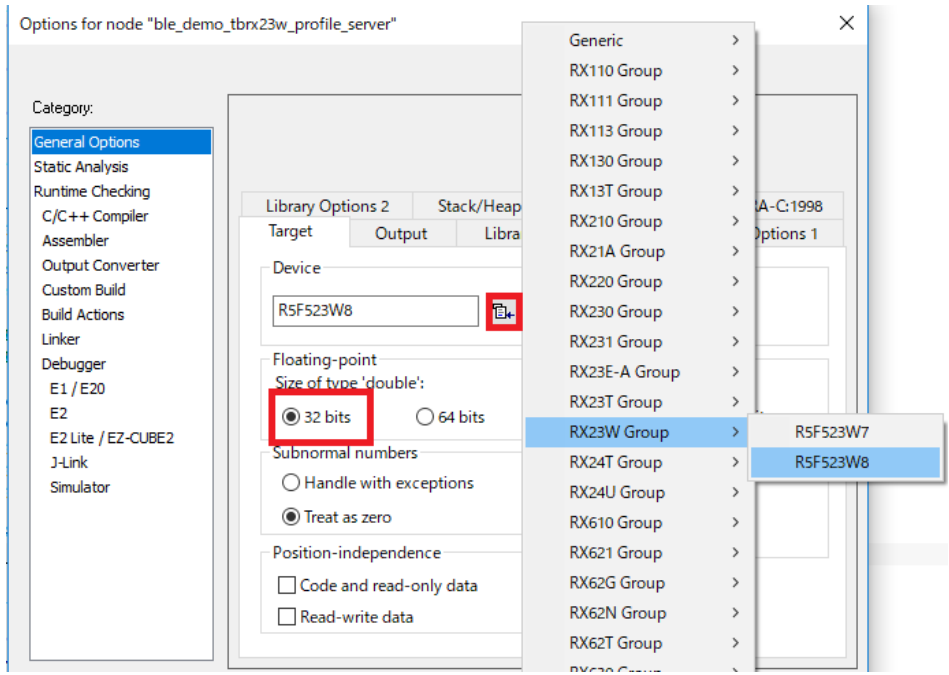 Options for node "ble_demo_tbrx23w_profile_server"
Category:
General Options
Static Analysis
Runtime Checking
C/C++ Compiler
Assembler
Output Converter
Custom Build
Build Actions
Linker
Debugger
E1 / E20
E2
E2 Lite / EZ-CUBE2
J-Link
Simulator
Library Options 2
Stack/Heap
RA-C:1998
Target
Output
Libra
Options 1
Device
R5F523W8
Floating-point
Size of type 'double':
32 bits
64 bits
Subnormal numbers
Handle with exceptions
Treat as zero
Position-independence
Code and read-only data
Read-write data
Generic
RX110 Group
RX111 Group
RX113 Group
RX130 Group
RX13T Group
RX210 Group
RX21A Group
RX220 Group
RX230 Group
RX231 Group
RX23E-A Group
RX23T Group
RX23W Group
RX24T Group
RX24U Group
RX610 Group
RX621 Group
RX62G Group
RX62N Group
RX62T Group
RX630 Group
R5F523W7
R5F523W8